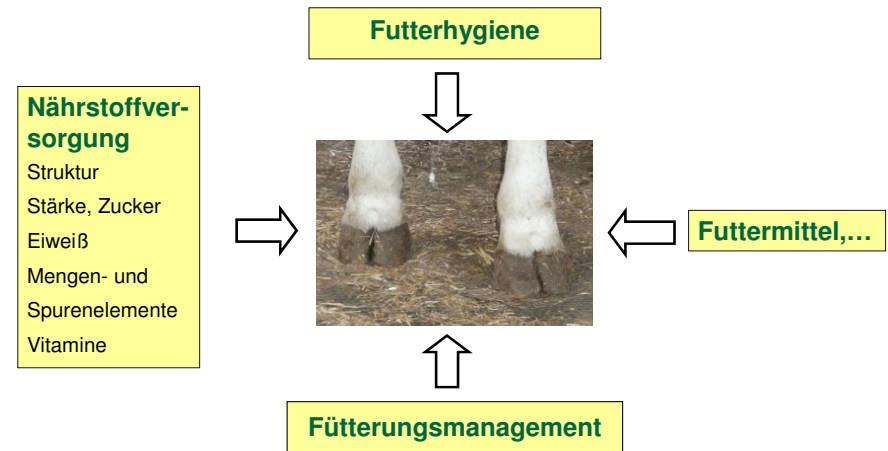 Futterhygiene
Nährstoffver-
sorgung
Struktur
Stärke, Zucker
Eiweiß
Mengen- und
Spurenelemente
Vitamine
Futtermittel,…
Fütterungsmanagement